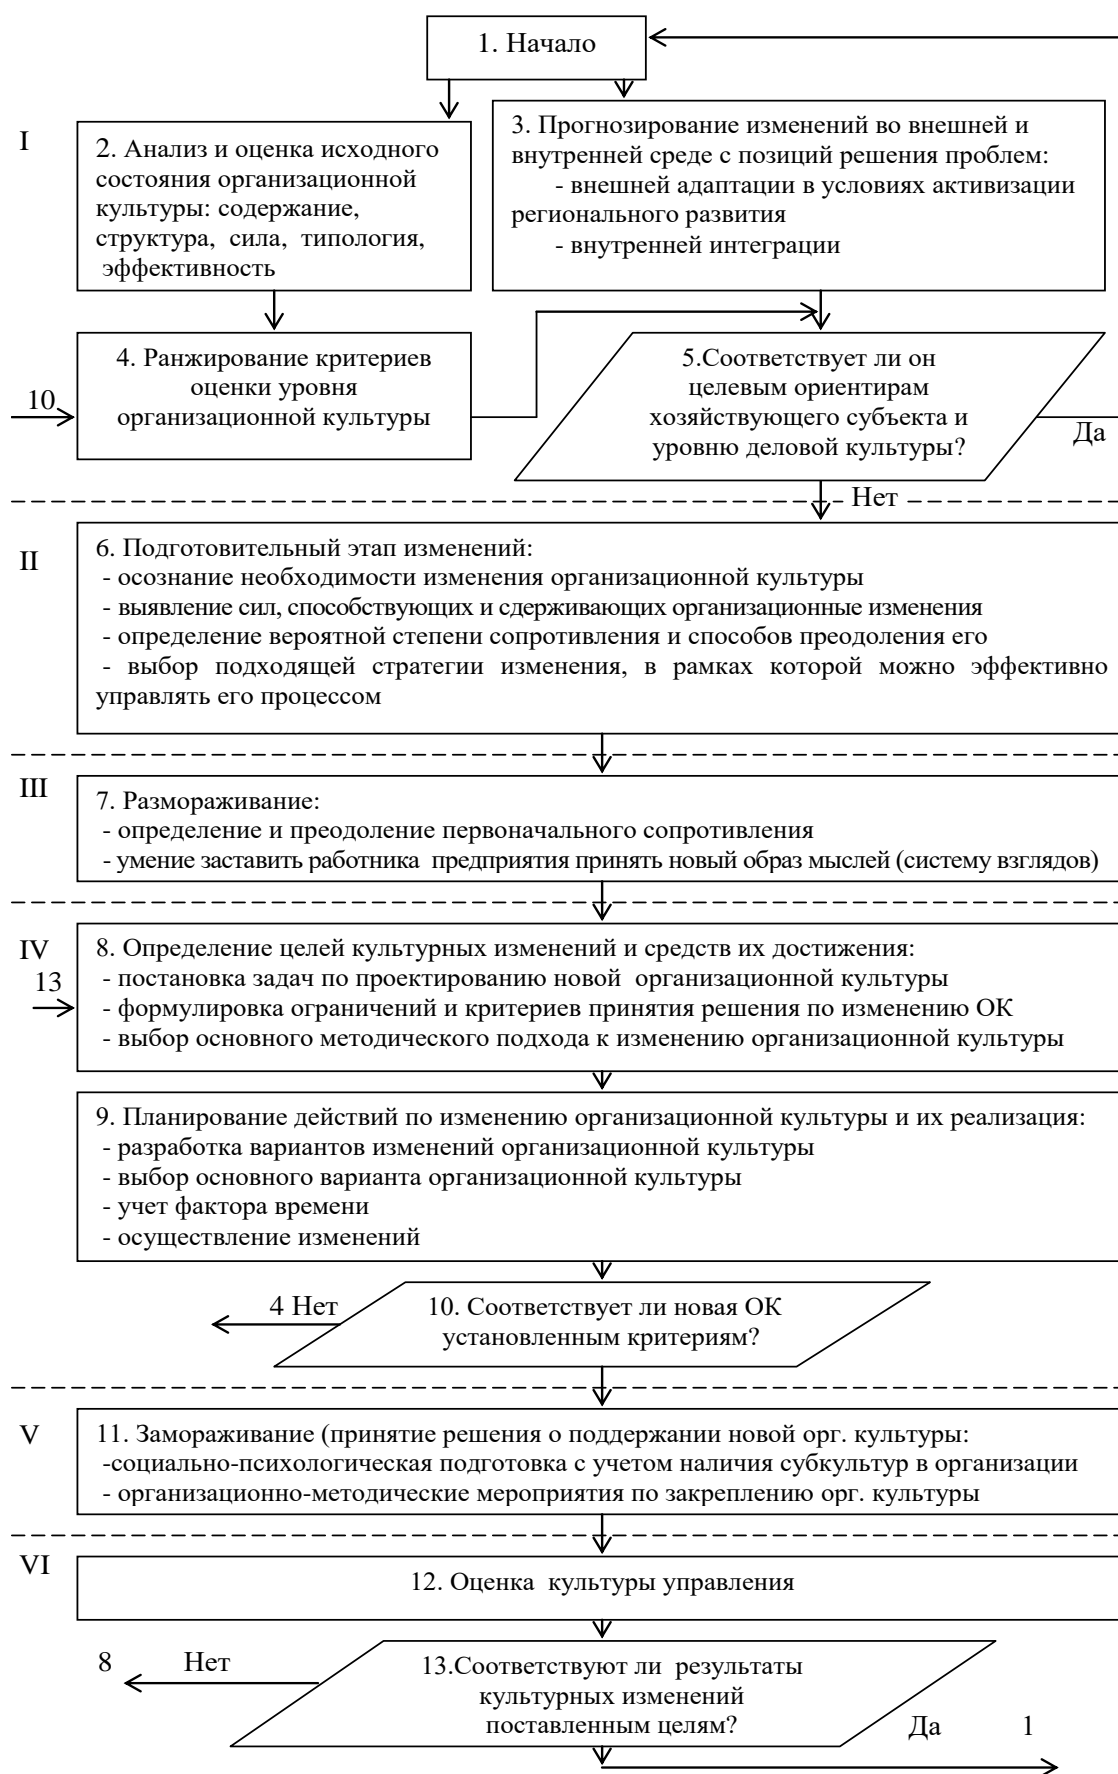 1. Начало
I
2. Анализ и оценка исходного
состояния организационной
культуры: содержание,
структура, сила, типология,
эффективность
3. Прогнозирование изменений во внешней и
внутренней среде с позиций решения проблем:
- внешней адаптации в условиях активизации
регионального развития
- внутренней интеграции
10
4. Ранжирование критериев
оценки уровня
организационной культуры
5.Соответствует ли он
целевым ориентирам
хозяйствующего субъекта и
уровню деловой культуры?
Да
Нет
II
6. Подготовительный этап изменений:
- осознание необходимости изменения организационной культуры
- выявление сил, способствующих и сдерживающих организационные изменения
- определение вероятной степени сопротивления и способов преодоления его
- выбор подходящей стратегии изменения, в рамках которой можно эффективно
управлять его процессом
III
7. Размораживание:
- определение и преодоление первоначального сопротивления
- умение заставить работника предприятия принять новый образ мыслей (систему взглядов)
IV
13
8. Определение целей культурных изменений и средств их достижения:
- постановка задач по проектированию новой организационной культуры
- формулировка ограничений и критериев принятия решения по изменению ОК
- выбор основного методического подхода к изменению организационной культуры
9. Планирование действий по изменению организационной культуры и их реализация:
- разработка вариантов изменений организационной культуры
- выбор основного варианта организационной культуры
- учет фактора времени
- осуществление изменений
4 Нет
10. Соответствует ли новая ОК
установленным критериям?
V
11. Замораживание (принятие решения о поддержании новой орг. культуры:
-социально-психологическая подготовка с учетом наличия субкультур в организации
- организационно-методические мероприятия по закреплению орг. культуры
VI
12. Оценка культуры управления
8 Нет
13.Соответствуют ли результаты
культурных изменений
поставленным целям?
Да 1